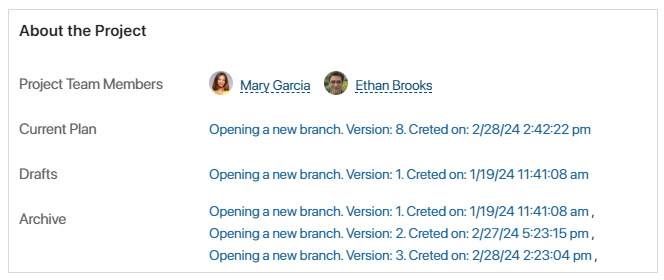 About the Project
Project Team Members Mary Garcia Ethan Brooks
Current Plan Opening a new branch. Version: 8. Creted on: 2/28/24 2:42:22 pm
Drafts Opening a new branch. Version: 1. Creted on: 1/19/24 11:41:08 am
Archive
Opening a new branch. Version: 1. Creted on: 1/19/24 11:41:08 am ,
Opening a new branch. Version: 2. Creted on: 2/27/24 5:23:15 pm ,
Opening a new branch. Version: 3. Creted on: 2/28/24 2:23:04 pm ,